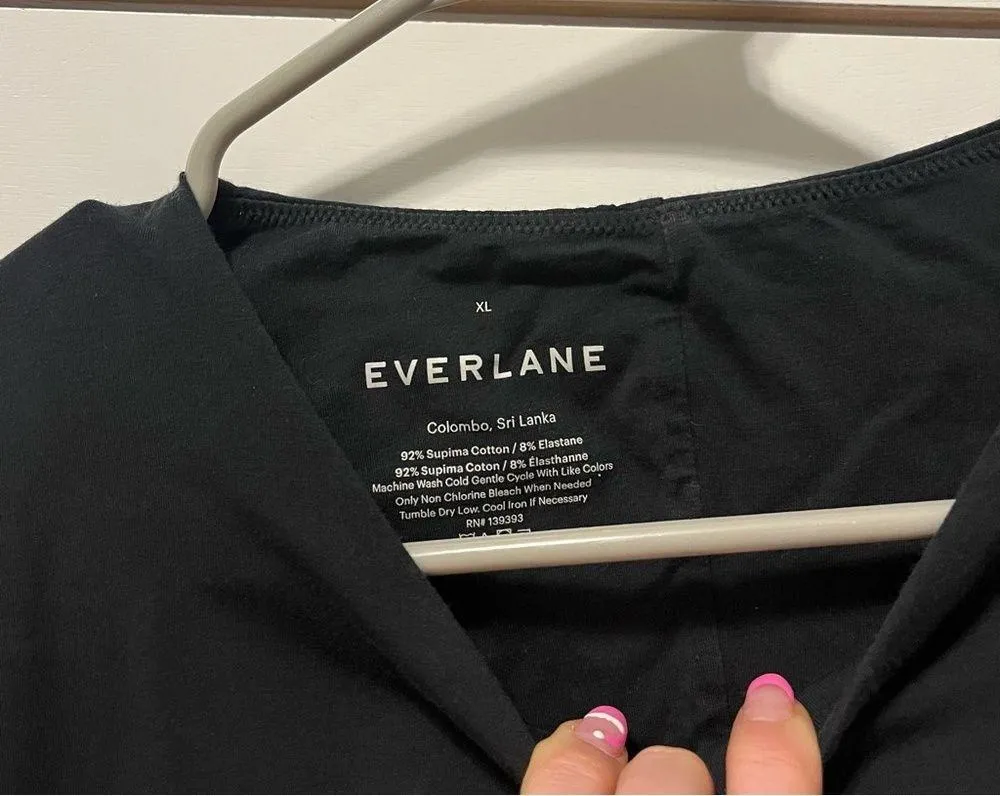 XL
EVERLANE
Colombo, Sri Lanka
92% Supima Cotton / 8% Elastane
92% Supima Coton / 8% Élasthanne
Machine Wash Cold Gentle Cycle With Like Colors
Only Non Chlorine Bleach When Needed
Tumble Dry Low. Cool Iron If Necessary
RN# 139393